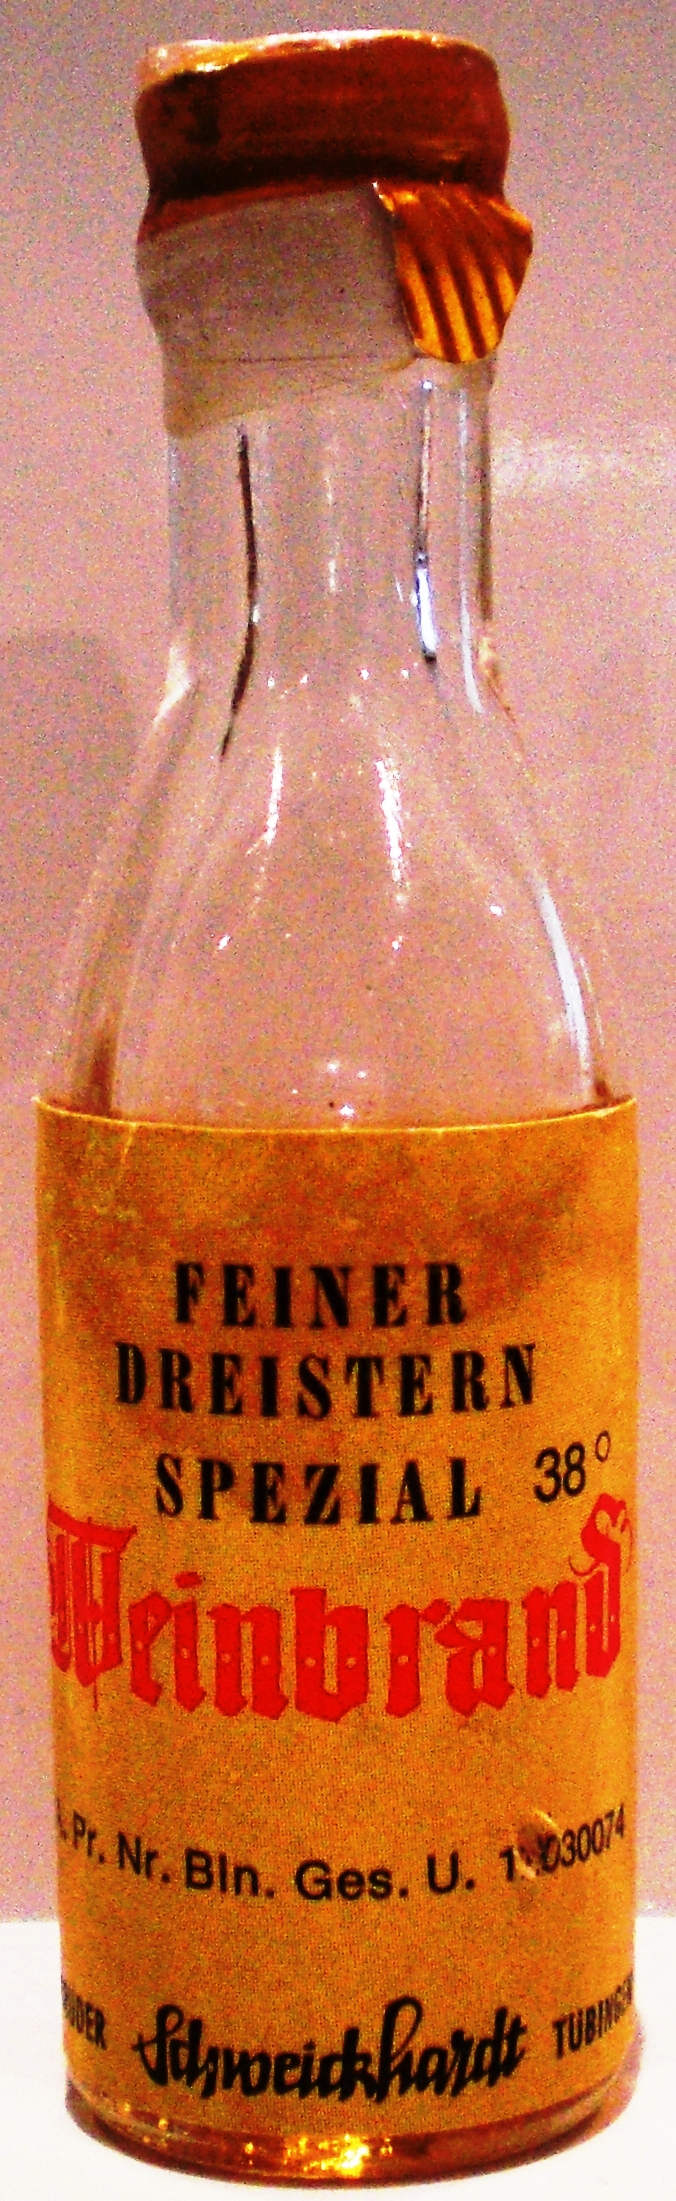 FEINER
DREISTERN
SPEZIAL 38°
Weinbrand
Pr. Nr. Bln. Ges. U.
Schweickhardt